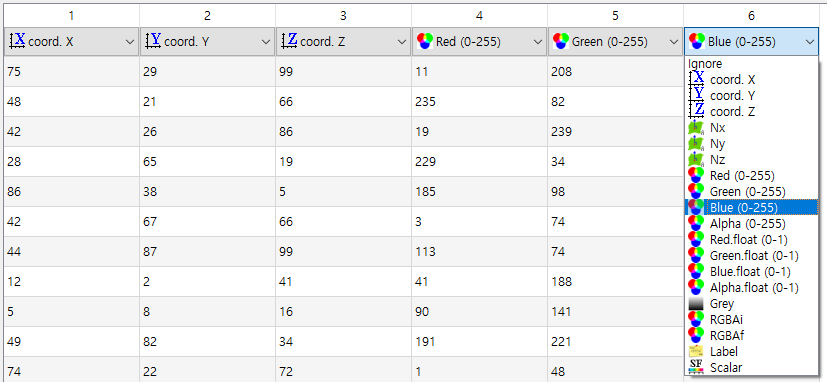 1 2 3 4 5 6
coord. X coord. Y coord. Z Red (0-255) Green (0-255) Blue (0-255)
75 29 99 11 208
Ignore
coord. X
48 21 66 235 82
coord. Y
coord. Z
42 26 86 19 239
Nx
Ny
28 65 19 229 34
Nz
Red (0-255)
86 38 5 185 98
Green (0-255)
Blue (0-255)
42 67 66 3 74
Alpha (0-255)
Red.float (0-1)
44 87 99 113 74
Green.float (0-1)
Blue.float (0-1)
12 2 41 41 188
Alpha.float (0-1)
Grey
5 8 16 90 141
RGBAi
RGBAf
49 82 34 191 221
Label
SF Scalar
74 22 72 1 48